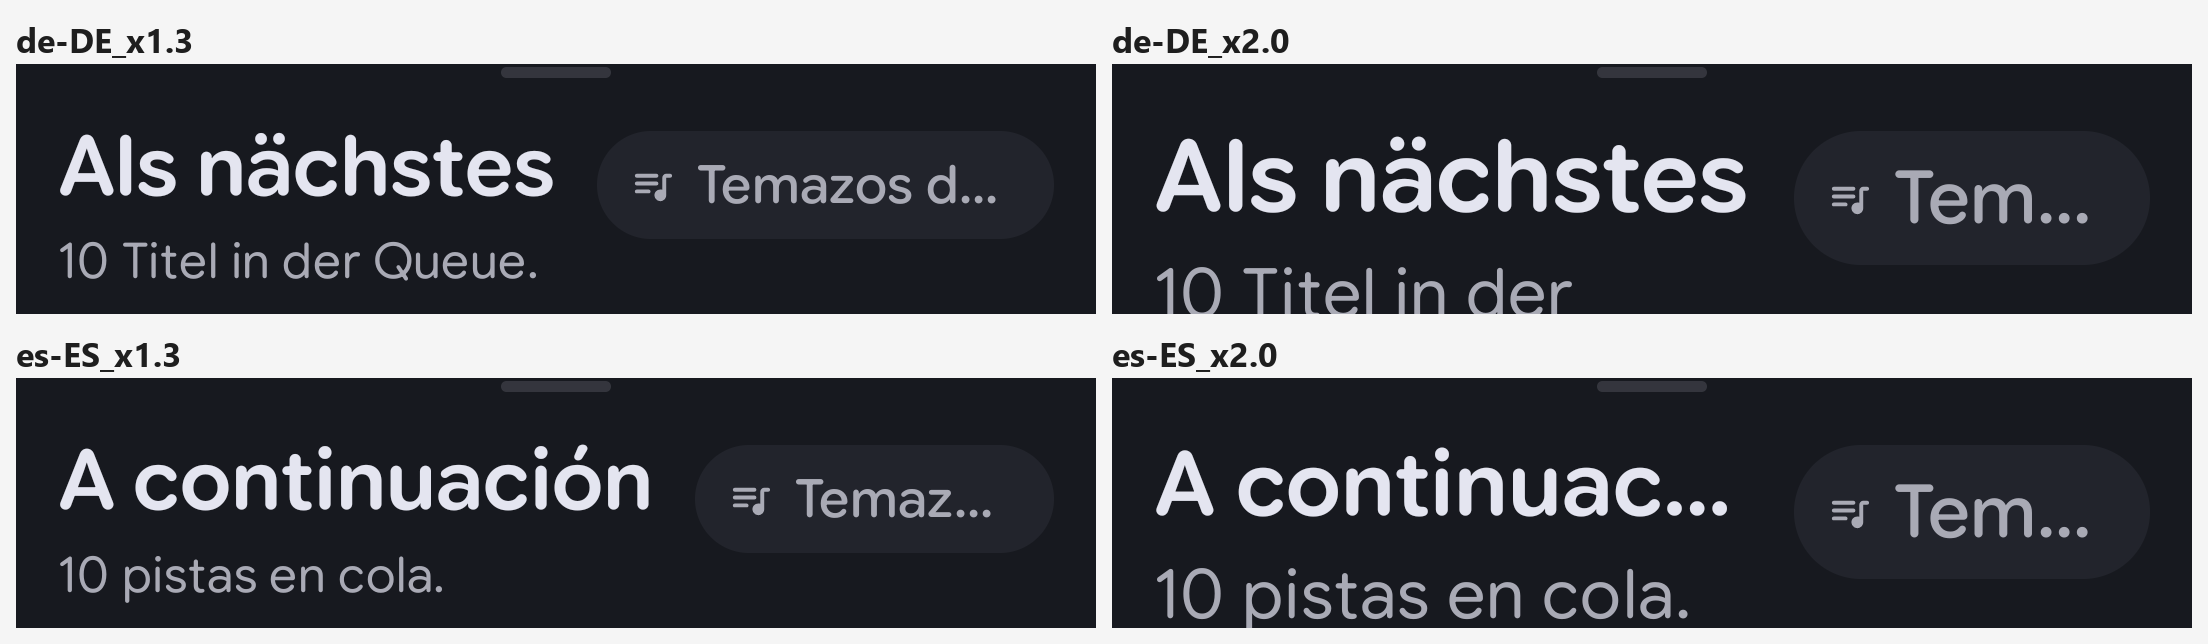 de-DE_x1.3
Als nächstes
Temazos d...
10 Titel in der Queue.
de-DE_x2.0
Als nächstes
Tem...
10 Titel in der
es-ES_x1.3
A continuación
Temaz...
10 pistas en cola.
es-ES_x2.0
A continuac...
Tem...
10 pistas en cola.